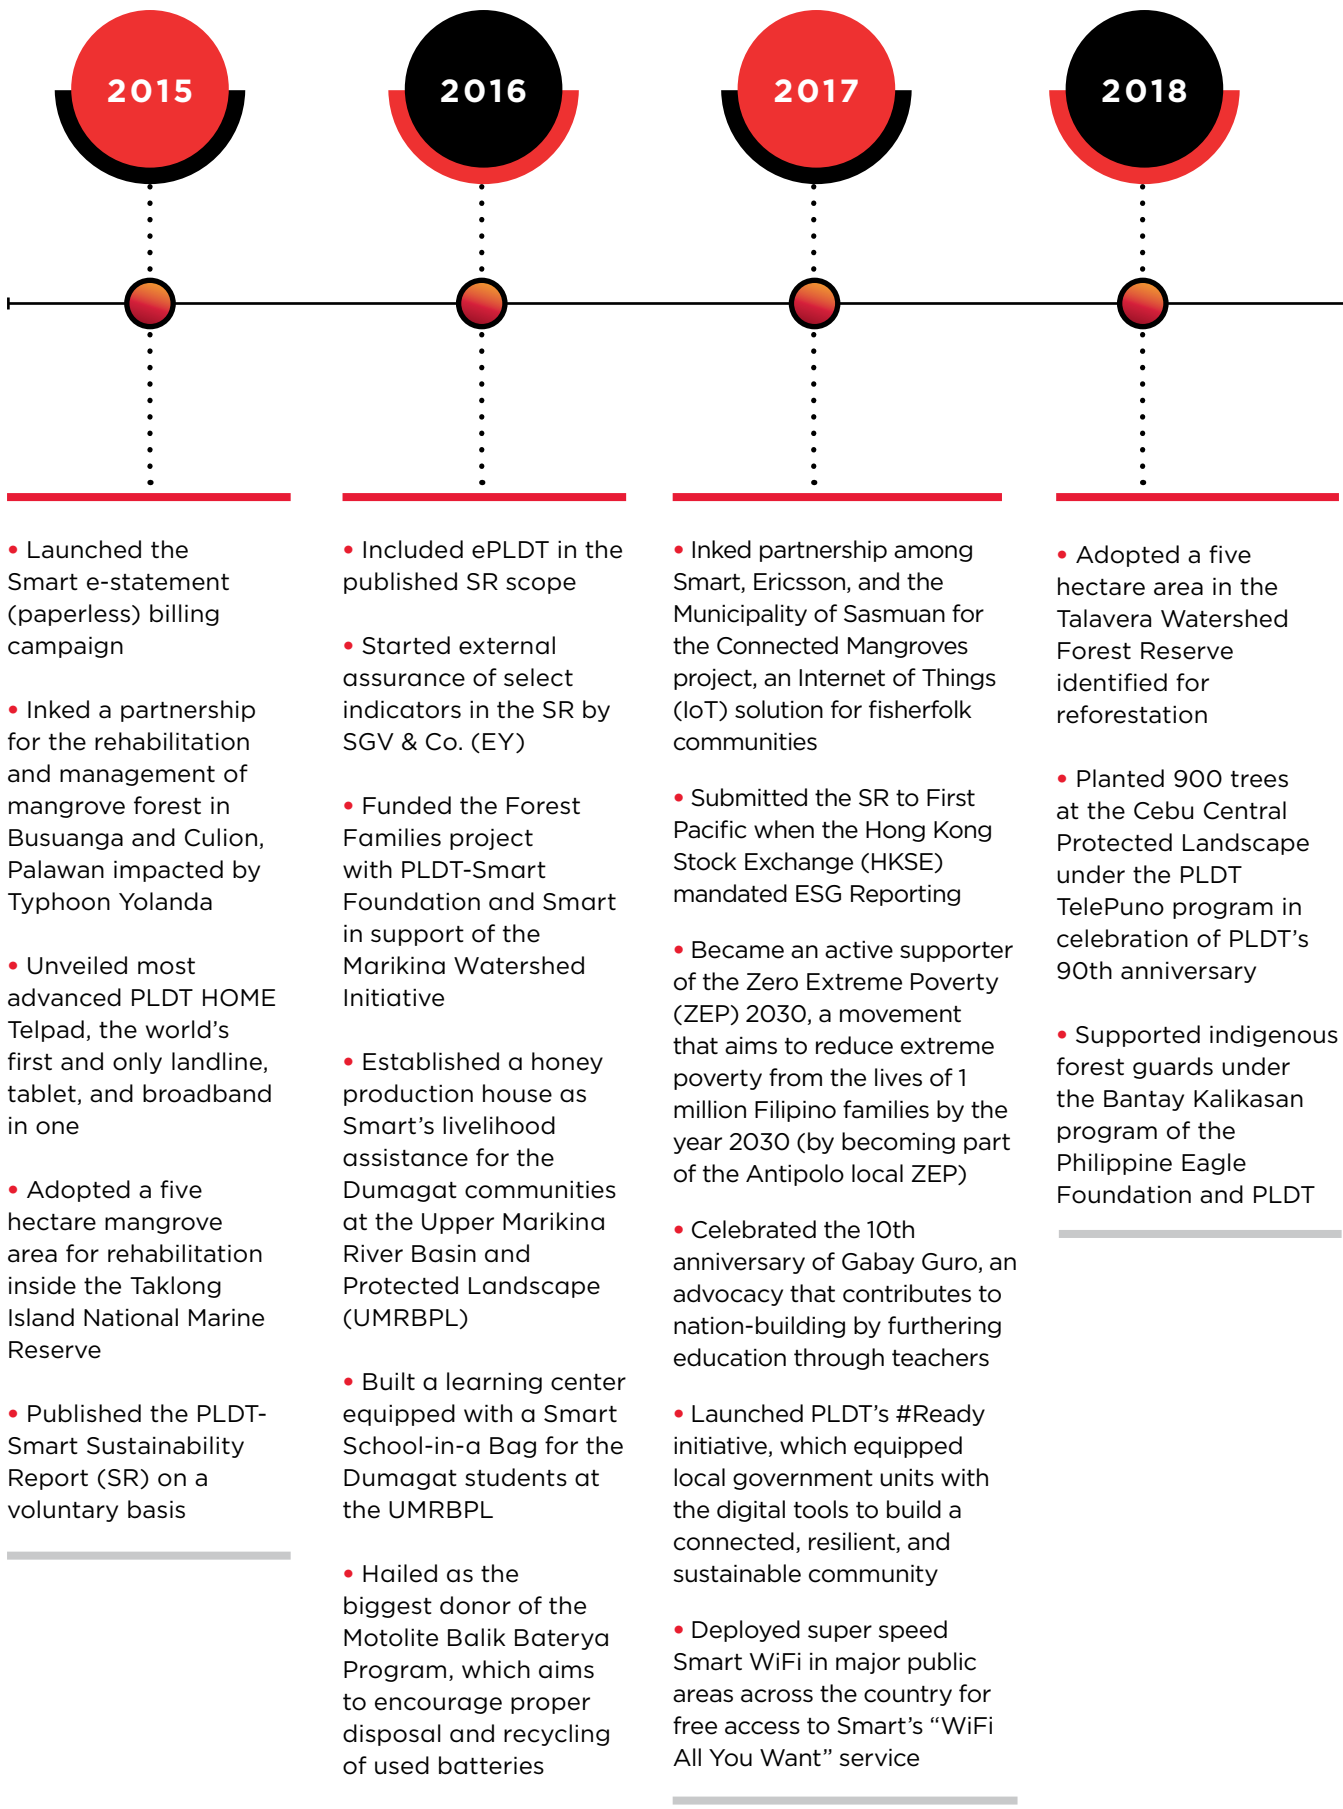 2015
2016
2017
2018
• Launched the
Smart e-statement
(paperless) billing
campaign
• Inked a partnership
for the rehabilitation
and management of
mangrove forest in
Busuanga and Culion,
Palawan impacted by
Typhoon Yolanda
• Unveiled most
advanced PLDT HOME
Telpad, the world’s
first and only landline,
tablet, and broadband
in one
• Adopted a five
hectare mangrove
area for rehabilitation
inside the Taklong
Island National Marine
Reserve
• Published the PLDT-
Smart Sustainability
Report (SR) on a
voluntary basis
• Included ePLDT in the
published SR scope
• Started external
assurance of select
indicators in the SR by
SGV & Co. (EY)
• Funded the Forest
Families project
with PLDT-Smart
Foundation and Smart
in support of the
Marikina Watershed
Initiative
• Established a honey
production house as
Smart’s livelihood
assistance for the
Dumagat communities
at the Upper Marikina
River Basin and
Protected Landscape
(UMRBPL)
• Built a learning center
equipped with a Smart
School-in-a Bag for the
Dumagat students at
the UMRBPL
• Hailed as the
biggest donor of the
Motolite Balik Baterya
Program, which aims
to encourage proper
disposal and recycling
of used batteries
• Inked partnership among
Smart, Ericsson, and the
Municipality of Sasmuan for
the Connected Mangroves
project, an Internet of Things
(IoT) solution for fisherfolk
communities
• Submitted the SR to First
Pacific when the Hong Kong
Stock Exchange (HKSE)
mandated ESG Reporting
• Became an active supporter
of the Zero Extreme Poverty
(ZEP) 2030, a movement
that aims to reduce extreme
poverty from the lives of 1
million Filipino families by the
year 2030 (by becoming part
of the Antipolo local ZEP)
• Celebrated the 10th
anniversary of Gabay Guro, an
advocacy that contributes to
nation-building by furthering
education through teachers
• Launched PLDT’s #Ready
initiative, which equipped
local government units with
the digital tools to build a
connected, resilient, and
sustainable community
• Deployed super speed
Smart WiFi in major public
areas across the country for
free access to Smart’s “WiFi
All You Want” service
• Adopted a five
hectare area in the
Talavera Watershed
Forest Reserve
identified for
reforestation
• Planted 900 trees
at the Cebu Central
Protected Landscape
under the PLDT
TelePuno program in
celebration of PLDT’s
90th anniversary
• Supported indigenous
forest guards under
the Bantay Kalikasan
program of the
Philippine Eagle
Foundation and PLDT